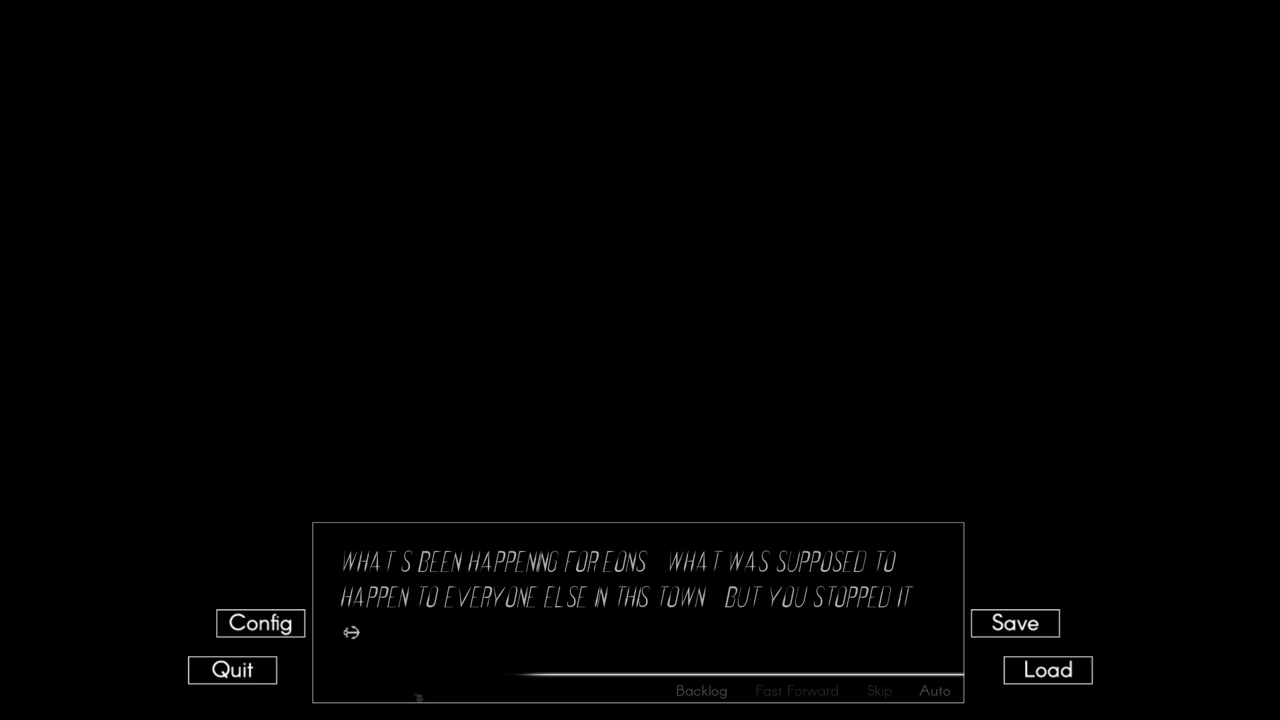 WHAT S BEEN HAPPENING FOR EONS WHAT WAS SUPPOSED TO
HAPPEN TO EVERYONE ELSE IN THIS TOWN BUT YOU STOPPED IT
Config
Save
Quit
Load
Backlog Fast Forward Skip Auto